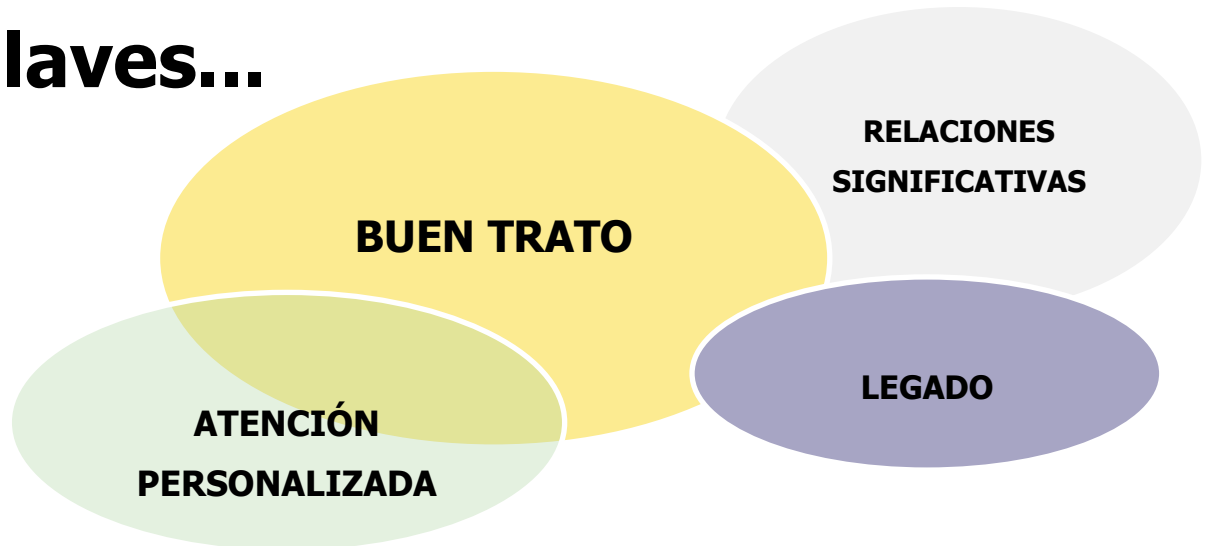 laves...
RELACIONES
SIGNIFICATIVAS
BUEN TRATO
LEGADO
ATENCIÓN
PERSONALIZADA